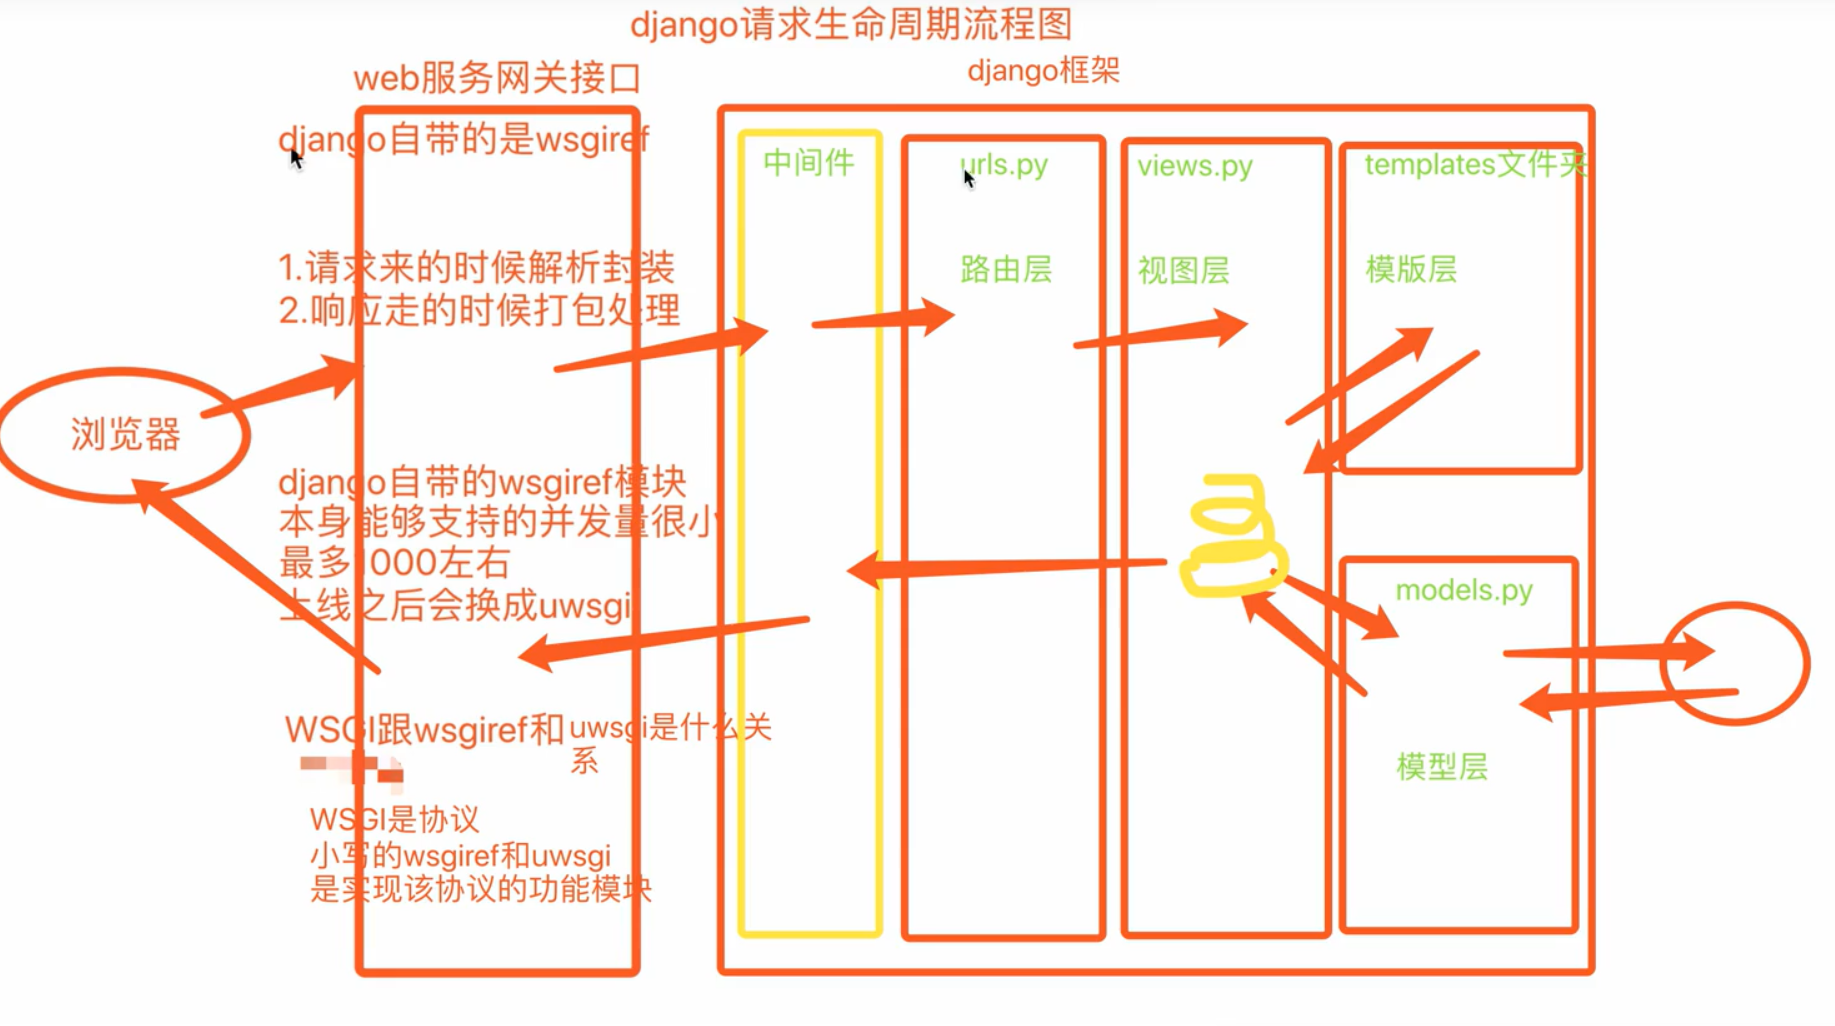 django请求生命周期流程图
web服务网关接口
django框架
django自带的是wsgiref
中间件
urls.py
views.py
templates文件夹
1.请求来的时候解析封装
2.响应走的时候打包处理
路由层
视图层
模版层
浏览器
django自带的wsgiref模块
本身能够支持的并发量很小
最多1000左右
上线之后会换成uwsgi
models.py
WSGI跟wsgiref和
uwsgi是什么关
系
模型层
WSGI是协议
小写的wsgiref和uwsgi
是实现该协议的功能模块